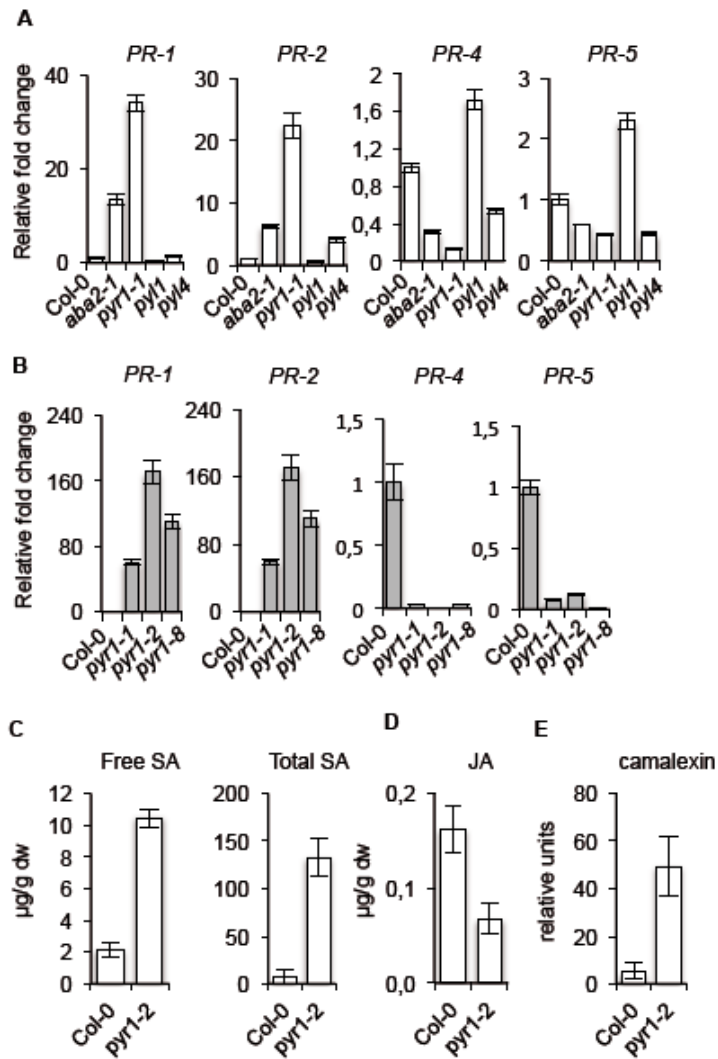 A
PR-1 PR-2 PR-4 PR-5
Relative fold change
40 20 0
30 20 10 0
2 1,6 1,2 0,8 0,4 0
3 2 1 0
Col-0 aba2-1 pyr1-1 pyl1 pyl4
Col-0 aba2-1 pyr1-1 pyl1 pyl4
Col-0 aba2-1 pyr1-1 pyl1 pyl4
Col-0 aba2-1 pyr1-1 pyl1 pyl4
B
PR-1 PR-2 PR-4 PR-5
Relative fold change
240 160 80 0
240 160 80 0
1,5 1 0,5 0
1,5 1 0,5 0
Col-0 pyr1-1 pyr1-2 pyr1-8
Col-0 pyr1-1 pyr1-2 pyr1-8
Col-0 pyr1-1 pyr1-2 pyr1-8
Col-0 pyr1-1 pyr1-2 pyr1-8
C D E
Free SA Total SA JA camalexin
µg/g dw
12 10 8 6 4 2 0
200 150 100 50 0
µg/g dw
0,2 0,1 0,0
relative units
80 60 40 20 0
Col-0 pyr1-2
Col-0 pyr1-2
Col-0 pyr1-2
Col-0 pyr1-2